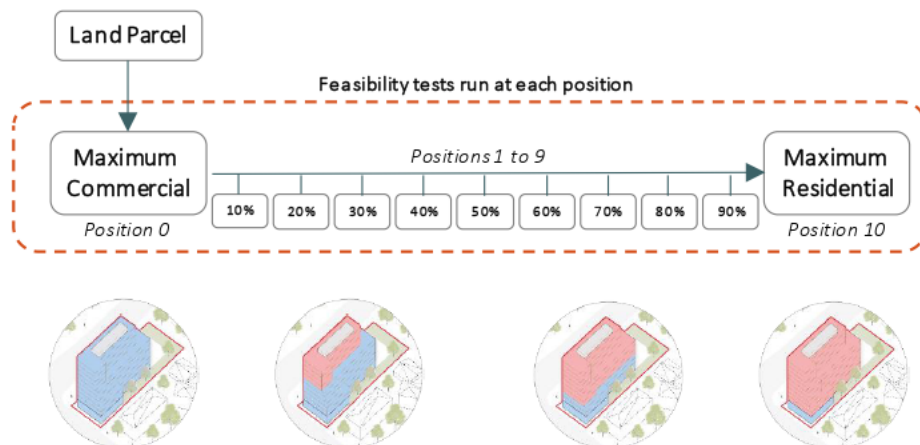 Land Parcel
Feasibility tests run at each position
Maximum
Commercial
Position 0
Positions 1 to 9
10% 20% 30% 40% 50% 60% 70% 80% 90%
Maximum
Residential
Position 10